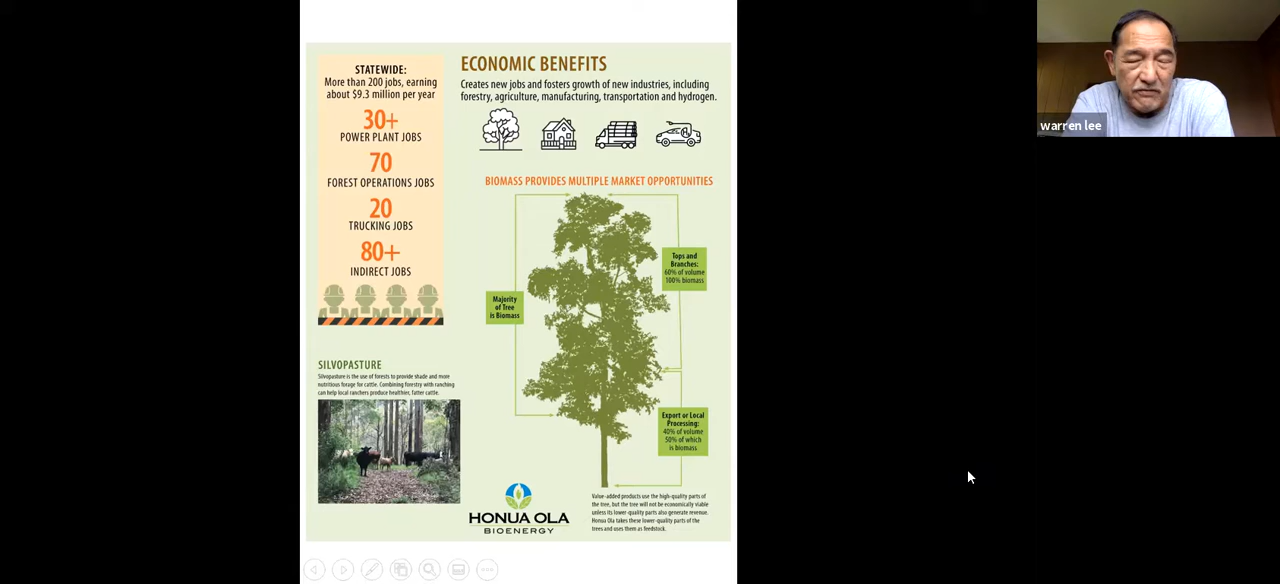 STATEWIDE:
More than 200 jobs, earning
about $9.3 million per year
30+
POWER PLANT JOBS
70
FOREST OPERATIONS JOBS
20
TRUCKING JOBS
80+
INDIRECT JOBS
ECONOMIC BENEFITS
Creates new jobs and fosters growth of new industries, including
forestry, agriculture, manufacturing, transportation and hydrogen.
BIOMASS PROVIDES MULTIPLE MARKET OPPORTUNITIES
Tops and
Branches:
60% of volume
100% biomass
Majority
of Tree
is Biomass
Export or Local
Processing:
40% of volume
50% of which
is biomass
SILVOPASTURE
Silvopasture is the use of forests to provide shade and more
nutritious forage for cattle. Combining forestry with ranching
can help local ranchers produce healthier, fatter cattle.
HONUA OLA
BIOENERGY
Value-added products use the high-quality parts of
the tree, but the tree will not be economically viable
unless its lower-quality parts also generate revenue.
Honua Ola takes these lower-quality parts of the
trees and uses them as feedstock.
warren lee